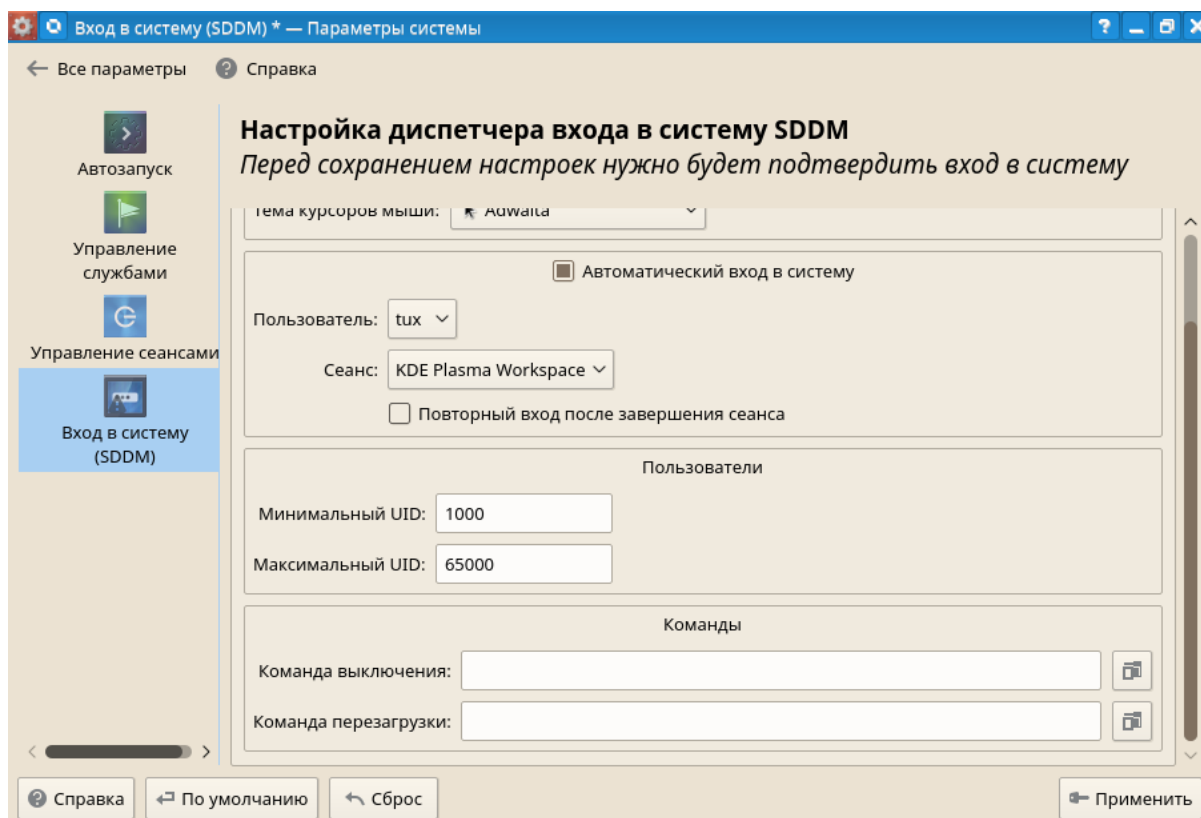 Вход в систему (SDDM) * — Параметры системы
Все параметры Справка
Автозапуск
Управление
службами
Управление сеансами
Вход в систему
(SDDM)
Настройка диспетчера входа в систему SDDM
Перед сохранением настроек нужно будет подтвердить вход в систему
Тема курсоров мыши: Adwaita
Автоматический вход в систему
Пользователь: tux
Сеанс: KDE Plasma Workspace
Повторный вход после завершения сеанса
Пользователи
Минимальный UID: 1000
Максимальный UID: 65000
Команды
Команда выключения:
Команда перезагрузки:
Справка По умолчанию Сброс Применить